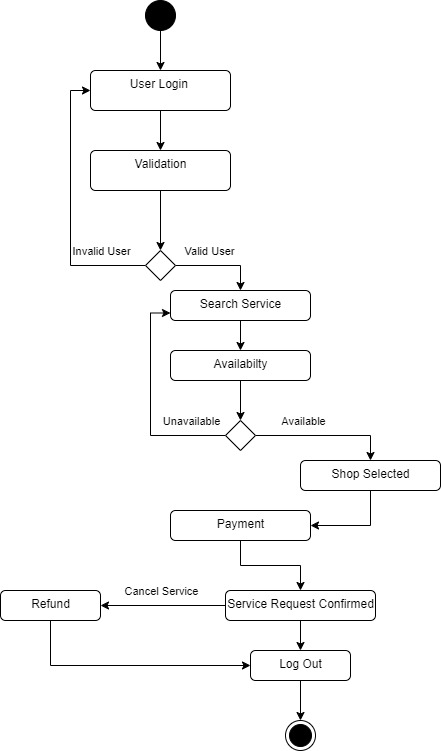 User Login
Validation
Invalid User
Valid User
Search Service
Availabilty
Unavailable
Available
Shop Selected
Payment
Cancel Service
Refund
Service Request Confirmed
Log Out